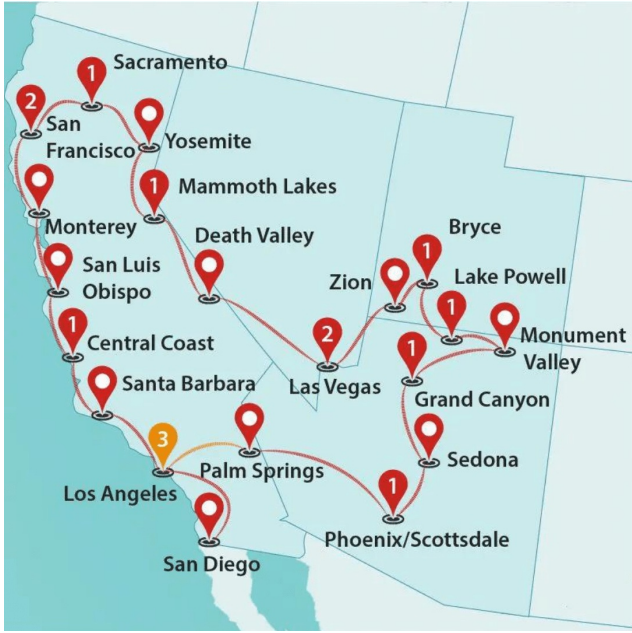 Sacramento
1
2
San
Francisco
Yosemite
1
Mammoth Lakes
Monterey
Death Valley
Bryce
San Luis
Obispo
1
Zion
Lake Powell
1
1
Central Coast
2
1
Monument
Valley
Santa Barbara
Las Vegas
Grand Canyon
3
Palm Springs
Sedona
Los Angeles
1
Phoenix/Scottsdale
San Diego